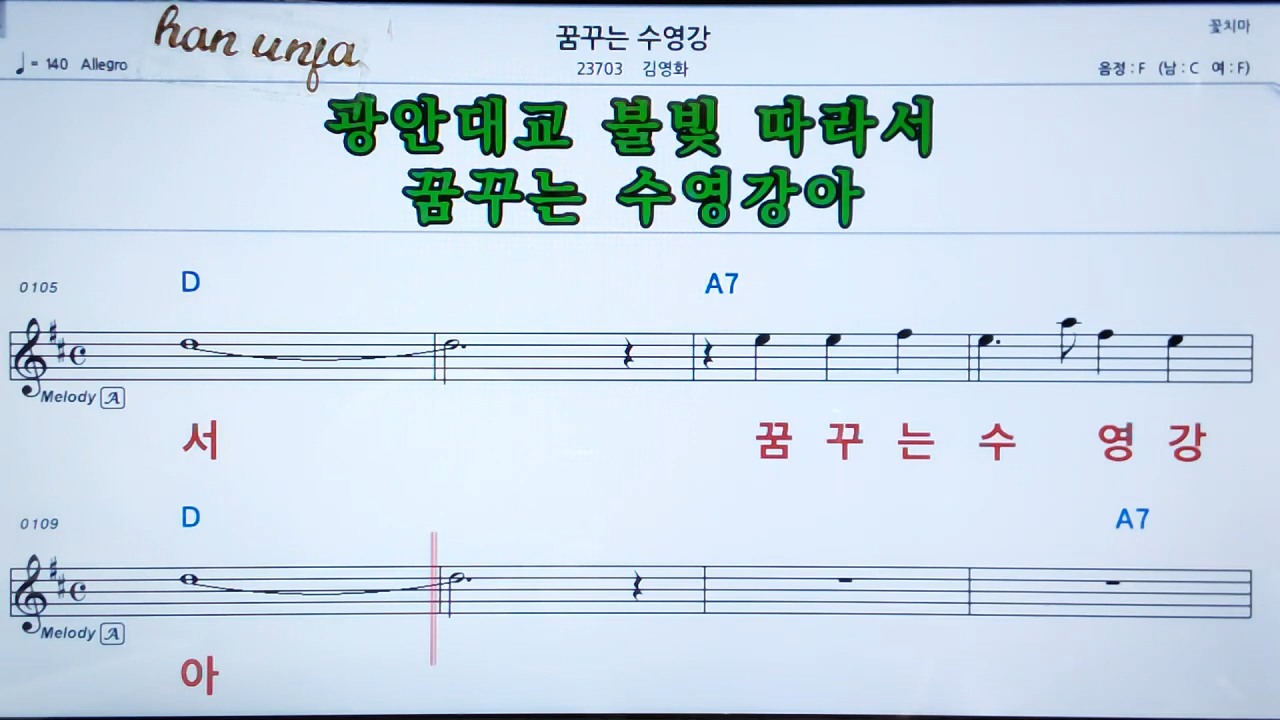 han unja
꿈꾸는 수영강
꽃치마
♩= 140 Allegro
23703 김영화
음정 : F (남 : C 여 : F)
광안대교 불빛 따라서
꿈꾸는 수영강아
0105
D A7
Melody A
서 꿈 꾸 는 수 영 강
0109
D A7
Melody A
아